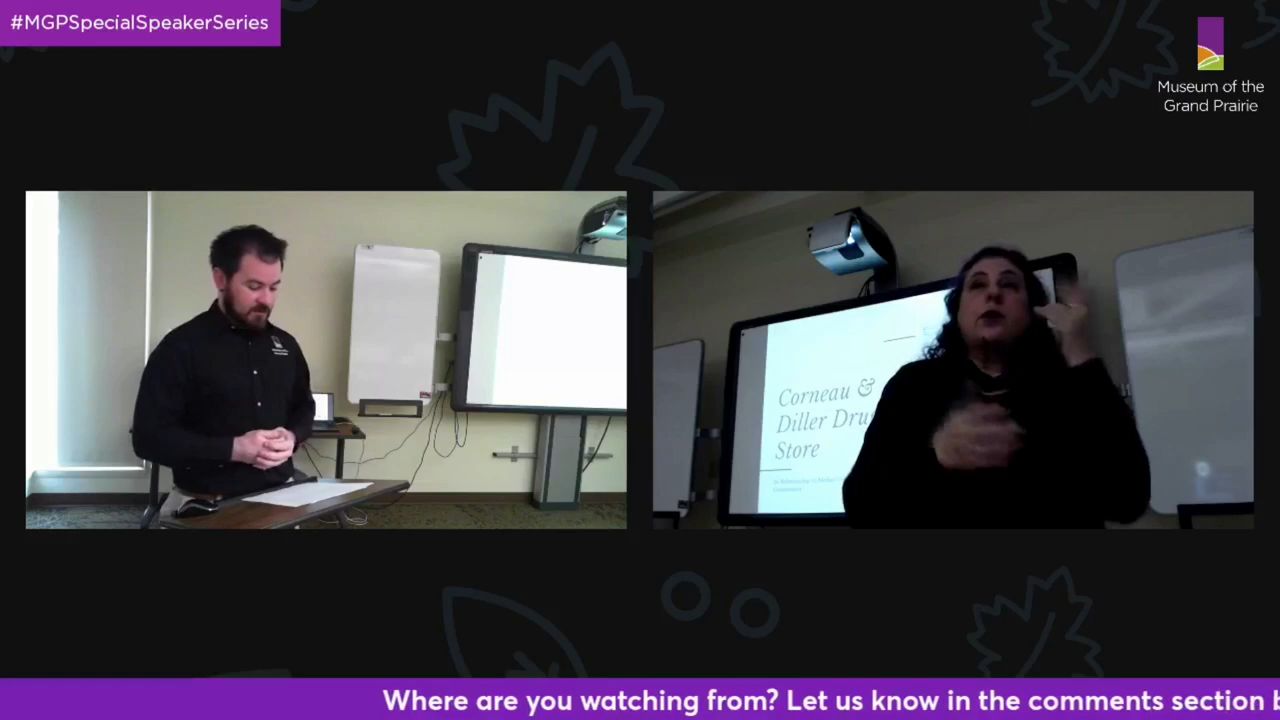 #MGPSpecialSpeakerSeries
Museum of the
Grand Prairie
Corneau &
Diller Dru
Store
Where are you watching from? Let us know in the comments section b